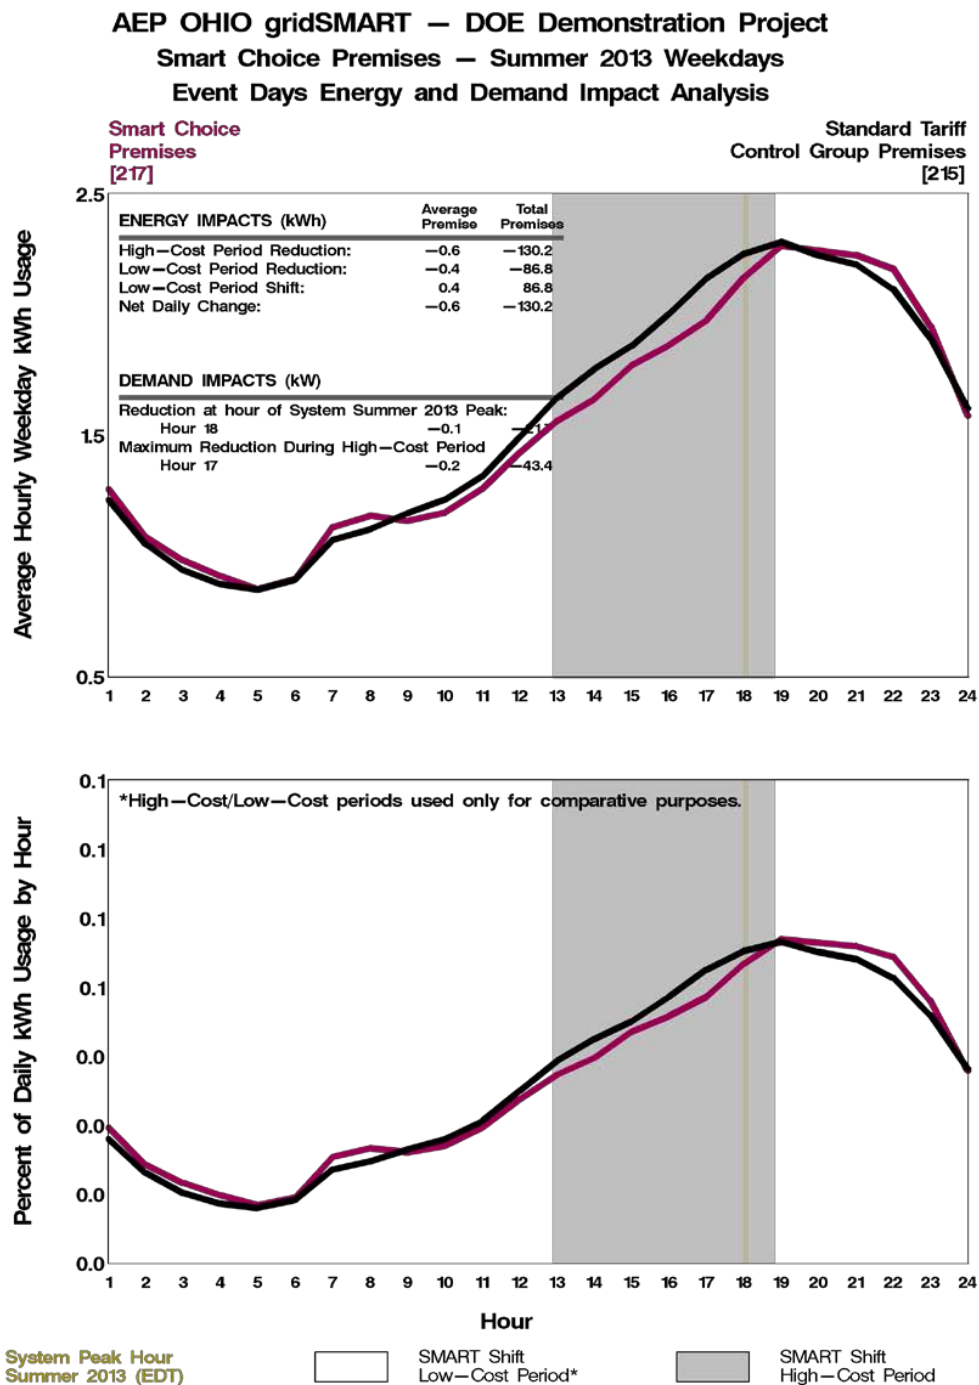 AEP OHIO gridSMART — DOE Demonstration Project
Smart Choice Premises — Summer 2013 Weekdays
Event Days Energy and Demand Impact Analysis
Smart Choice
Premises
[217]
Standard Tariff
Control Group Premises
[215]
Average Hourly Weekday kWh Usage
2.5
1.5
0.5
ENERGY IMPACTS (kWh) Average Premise Total Premises
High—Cost Period Reduction: —0.6 —130.2
Low—Cost Period Reduction: —0.4 —86.8
Low—Cost Period Shift: 0.4 86.8
Net Daily Change: —0.6 —130.2
DEMAND IMPACTS (kW)
Reduction at hour of System Summer 2013 Peak:
Hour 18 —0.1
Maximum Reduction During High—Cost Period
Hour 17 —0.2 —43.4
1 2 3 4 5 6 7 8 9 10 11 12 13 14 15 16 17 18 19 20 21 22 23 24
Percent of Daily kWh Usage by Hour
0.1
0.1
0.1
0.1
0.0
0.0
0.0
0.0
*High—Cost/Low—Cost periods used only for comparative purposes.
1 2 3 4 5 6 7 8 9 10 11 12 13 14 15 16 17 18 19 20 21 22 23 24
Hour
System Peak Hour
Summer 2013 (EDT)
SMART Shift
Low—Cost Period*
SMART Shift
High—Cost Period